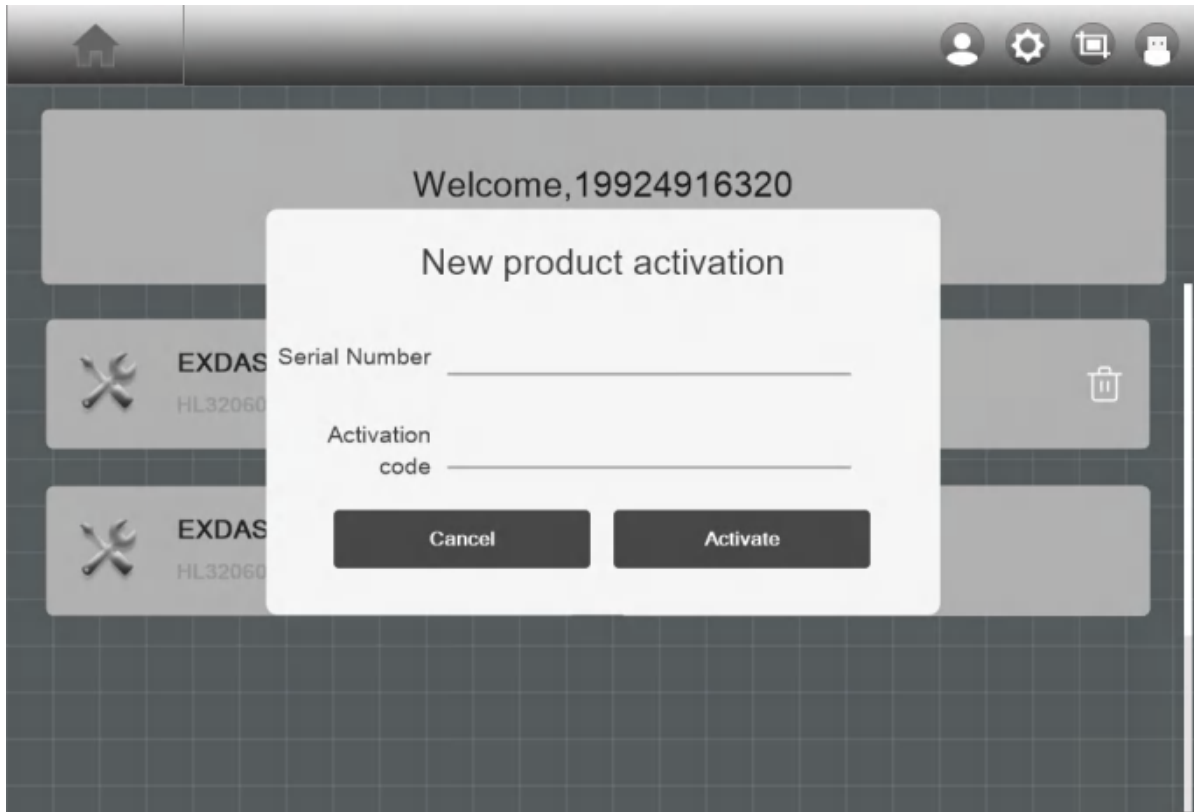 Welcome,19924916320
New product activation
Serial Number
Activation
code
Cancel
Activate
EXDAS
HL32060
EXDAS
HL32060